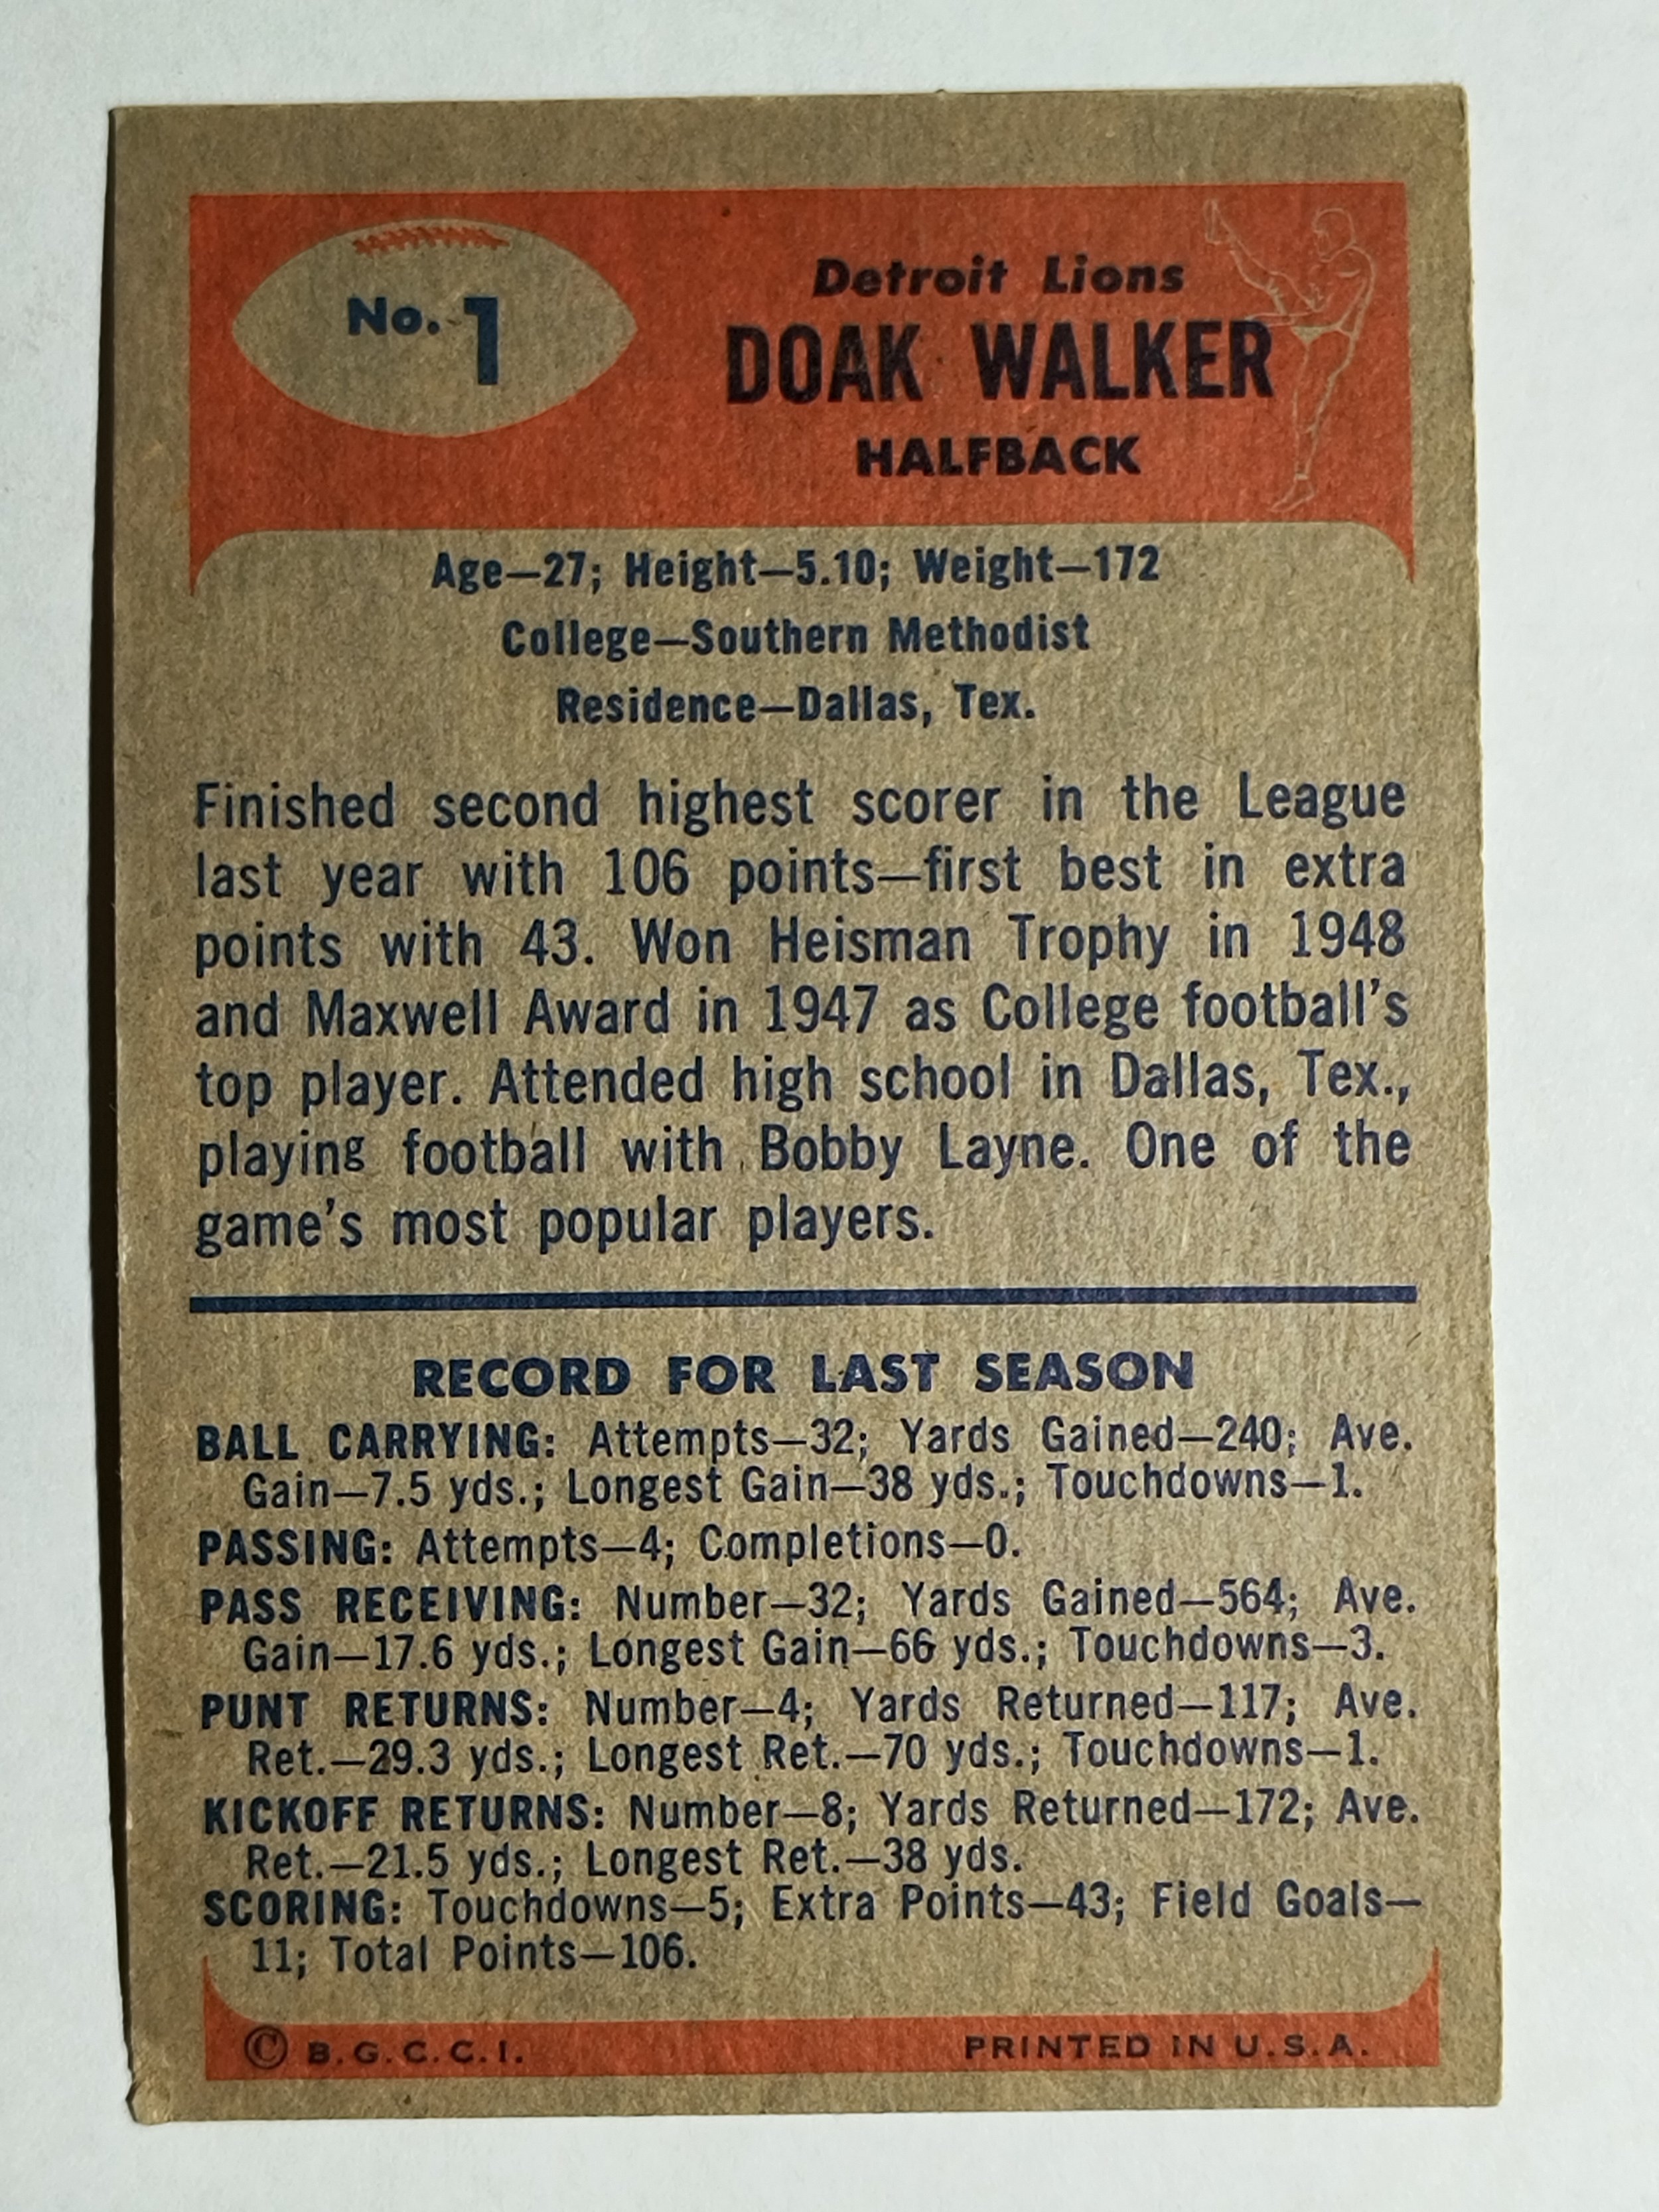 No. 1
Detroit Lions
DOAK WALKER
HALFBACK
Age—27; Height—5.10; Weight—172
College—Southern Methodist
Residence—Dallas, Tex.
Finished second highest scorer in the League
last year with 106 points—first best in extra
points with 43. Won Heisman Trophy in 1948
and Maxwell Award in 1947 as College football's
top player. Attended high school in Dallas, Tex.,
playing football with Bobby Layne. One of the
game's most popular players.
RECORD FOR LAST SEASON
BALL CARRYING: Attempts—32; Yards Gained—240; Ave.
Gain—7.5 yds.; Longest Gain—38 yds.; Touchdowns—1.
PASSING: Attempts—4; Completions—0.
PASS RECEIVING: Number—32; Yards Gained—564; Ave.
Gain—17.6 yds.; Longest Gain—66 yds.; Touchdowns—3.
PUNT RETURNS: Number—4; Yards Returned—117; Ave.
Ret.—29.3 yds.; Longest Ret.—70 yds.; Touchdowns—1.
KICKOFF RETURNS: Number—8; Yards Returned—172; Ave.
Ret.—21.5 yds.; Longest Ret.—38 yds.
SCORING: Touchdowns—5; Extra Points—43; Field Goals—
11; Total Points—106.
© B.G.C.C.I. PRINTED IN U.S.A.